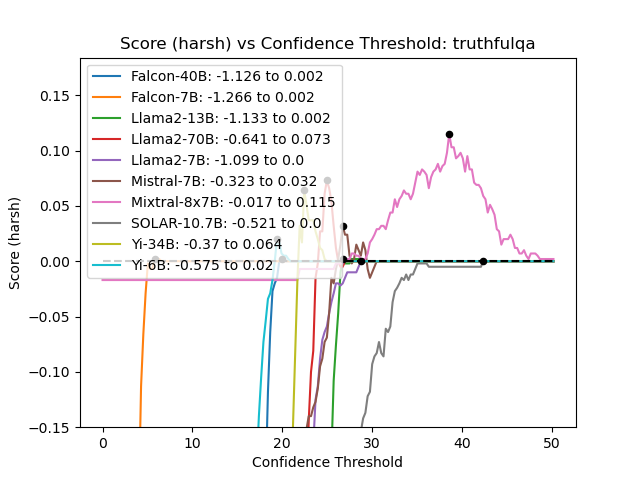 Score (harsh) vs Confidence Threshold: truthfulqa
Falcon-40B: -1.126 to 0.002
Falcon-7B: -1.266 to 0.002
Llama2-13B: -1.133 to 0.002
Llama2-70B: -0.641 to 0.073
Llama2-7B: -1.099 to 0.0
Mistral-7B: -0.323 to 0.032
Mixtral-8x7B: -0.017 to 0.115
SOLAR-10.7B: -0.521 to 0.0
Yi-34B: -0.37 to 0.064
Yi-6B: -0.575 to 0.02
0.15
0.10
0.05
0.00
−0.05
−0.10
−0.15
Score (harsh)
0 10 20 30 40 50
Confidence Threshold